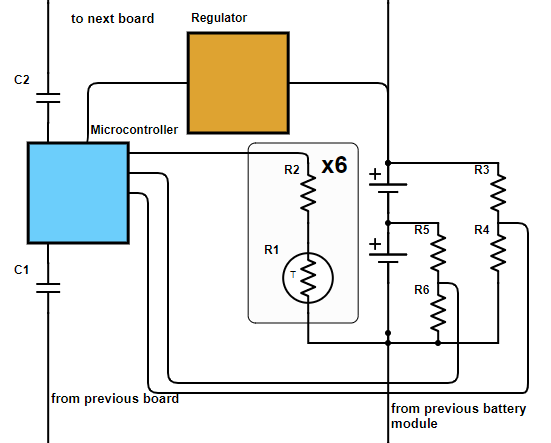 to next board
Regulator
C2
Microcontroller
x6
R2
R3
+
R5
R4
+
R1
T
C1
R6
from previous board
from previous battery
module